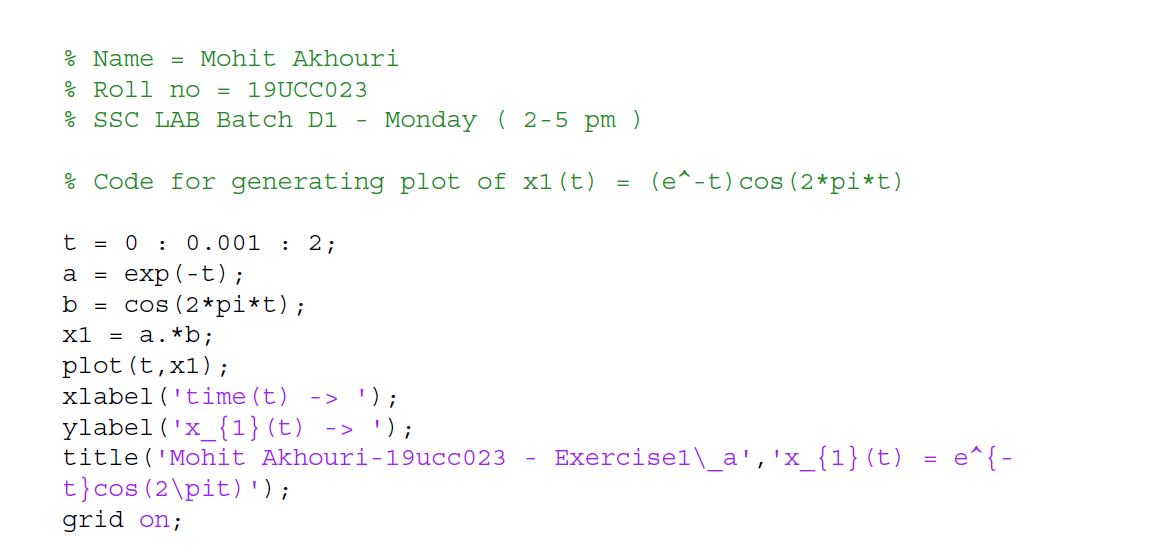 % Name = Mohit Akhouri
% Roll no = 19UCC023
% SSC LAB Batch D1 - Monday ( 2-5 pm )
% Code for generating plot of x1(t) = (e^-t)cos(2*pi*t)
t = 0 : 0.001 : 2;
a = exp(-t);
b = cos(2*pi*t);
x1 = a.*b;
plot(t,x1);
xlabel('time(t) -> ');
ylabel('x_{1}(t) -> ');
title('Mohit Akhouri-19ucc023 - Exercise1\_a','x_{1}(t) = e^{-
t}cos(2\pit)');
grid on;